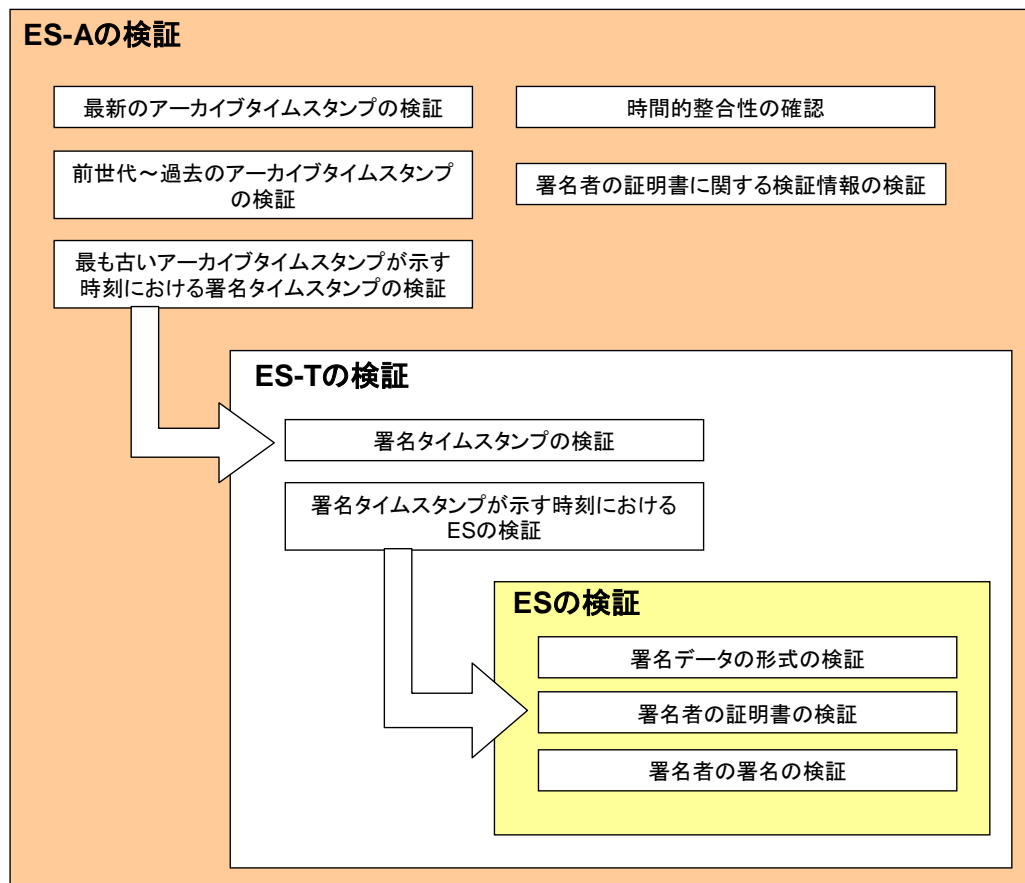 ES-Aの検証
最新のアーカイブタイムスタンプの検証
時間的整合性の確認
前世代～過去のアーカイブタイムスタンプ
の検証
署名者の証明書に関する検証情報の検証
最も古いアーカイブタイムスタンプが示す
時刻における署名タイムスタンプの検証
ES-Tの検証
署名タイムスタンプの検証
署名タイムスタンプが示す時刻における
ESの検証
ESの検証
署名データの形式の検証
署名者の証明書の検証
署名者の署名の検証